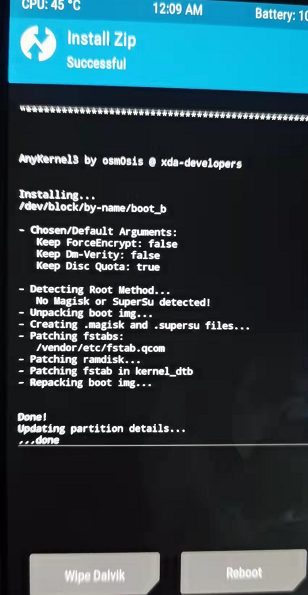 CPU: 45 °C 12:09 AM Battery: 10
Install Zip
Successful
AnyKernel3 by osm0sis @ xda-developers
Installing...
/dev/block/by-name/boot_b
- Chosen/Default Arguments:
Keep ForceEncrypt: false
Keep Dm-Verity: false
Keep Disc Quota: true
- Detecting Root Method...
No Magisk or SuperSu detected!
- Unpacking boot img...
- Creating .magisk and .supersu files...
- Patching fstabs:
/vendor/etc/fstab.qcom
- Patching ramdisk...
- Patching fstab in kernel_dtb
- Repacking boot img...
Done!
Updating partition details...
...done
Wipe Dalvik Reboot